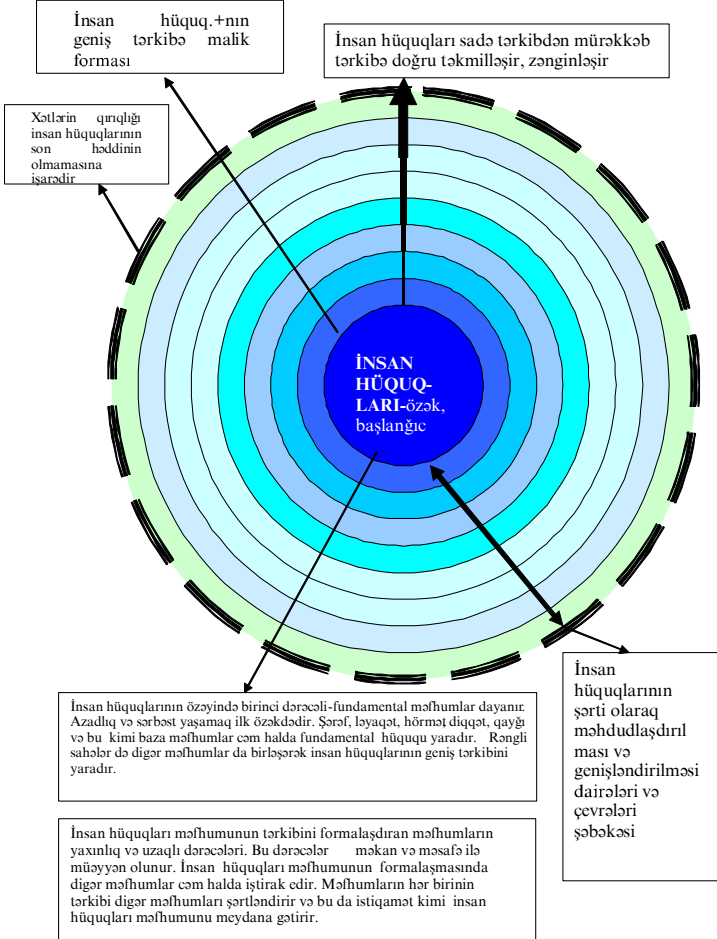 İnsan hüquq.+nın
geniş tərkibə malik
forması
İnsan hüquqları sadə tərkibdən mürəkkəb
tərkibə doğru təkmilləşir, zənginləşir
Xətlərin qırıqlığı
insan hüquqlarının
son həddinin
olmamasına
işarədir
İNSAN
HÜQUQ-
LARI-özək,
başlanğıc
İnsan hüquqlarının özəyində birinci dərəcəli-fundamental məfhumlar dayanır.
Azadlıq və sərbəst yaşamaq ilk özəkdədir. Şərəf, ləyaqət, hörmət diqqət, qayğı
və bu kimi baza məfhumlar cəm halda fundamental hüququ yaradır. Rəngli
sahələr də digər məfhumlar da birləşərək insan hüquqlarının geniş tərkibini
yaradır.
İnsan
hüquqlarının
şərti olaraq
məhdudlaşdırıl
ması və
genişləndirilməsi
dairələri və
çevrələri
şəbəkəsi
İnsan hüquqları məfhumunun tərkibini formalaşdıran məfhumların
yaxınlıq və uzaqlı dərəcələri. Bu dərəcələr məkan və məsafə ilə
müəyyən olunur. İnsan hüquqları məfhumunun formalaşmasında
digər məfhumlar cəm halda iştirak edir. Məfhumların hər birinin
tərkibi digər məfhumları şərtləndirir və bu da istiqamət kimi insan
hüquqları məfhumunu meydana gətirir.